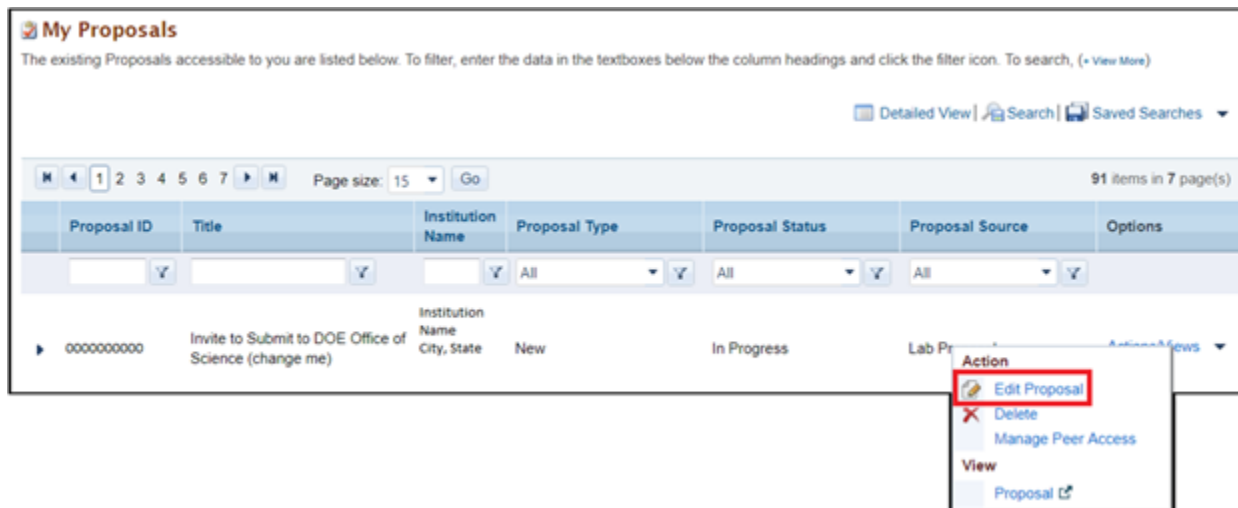 My Proposals
The existing Proposals accessible to you are listed below. To filter, enter the data in the textboxes below the column headings and click the filter icon. To search, (+ View More)
Detailed View | Search | Saved Searches
1 2 3 4 5 6 7 Page size: 15 Go 91 items in 7 page(s)
Proposal ID Title Institution Name Proposal Type Proposal Status Proposal Source Options
All All All
0000000000 Invite to Submit to DOE Office of Science (change me) Institution Name City, State New In Progress Lab
Action
Edit Proposal
Delete
Manage Peer Access
View
Proposal